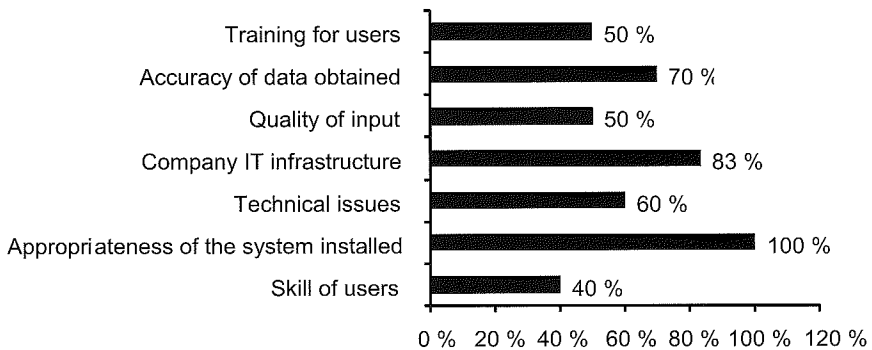 Training for users 50 %
Accuracy of data obtained 70 %
Quality of input 50 %
Company IT infrastructure 83 %
Technical issues 60 %
Appropriateness of the system installed 100 %
Skill of users 40 %
0 % 20 % 40 % 60 % 80 % 100 % 120 %